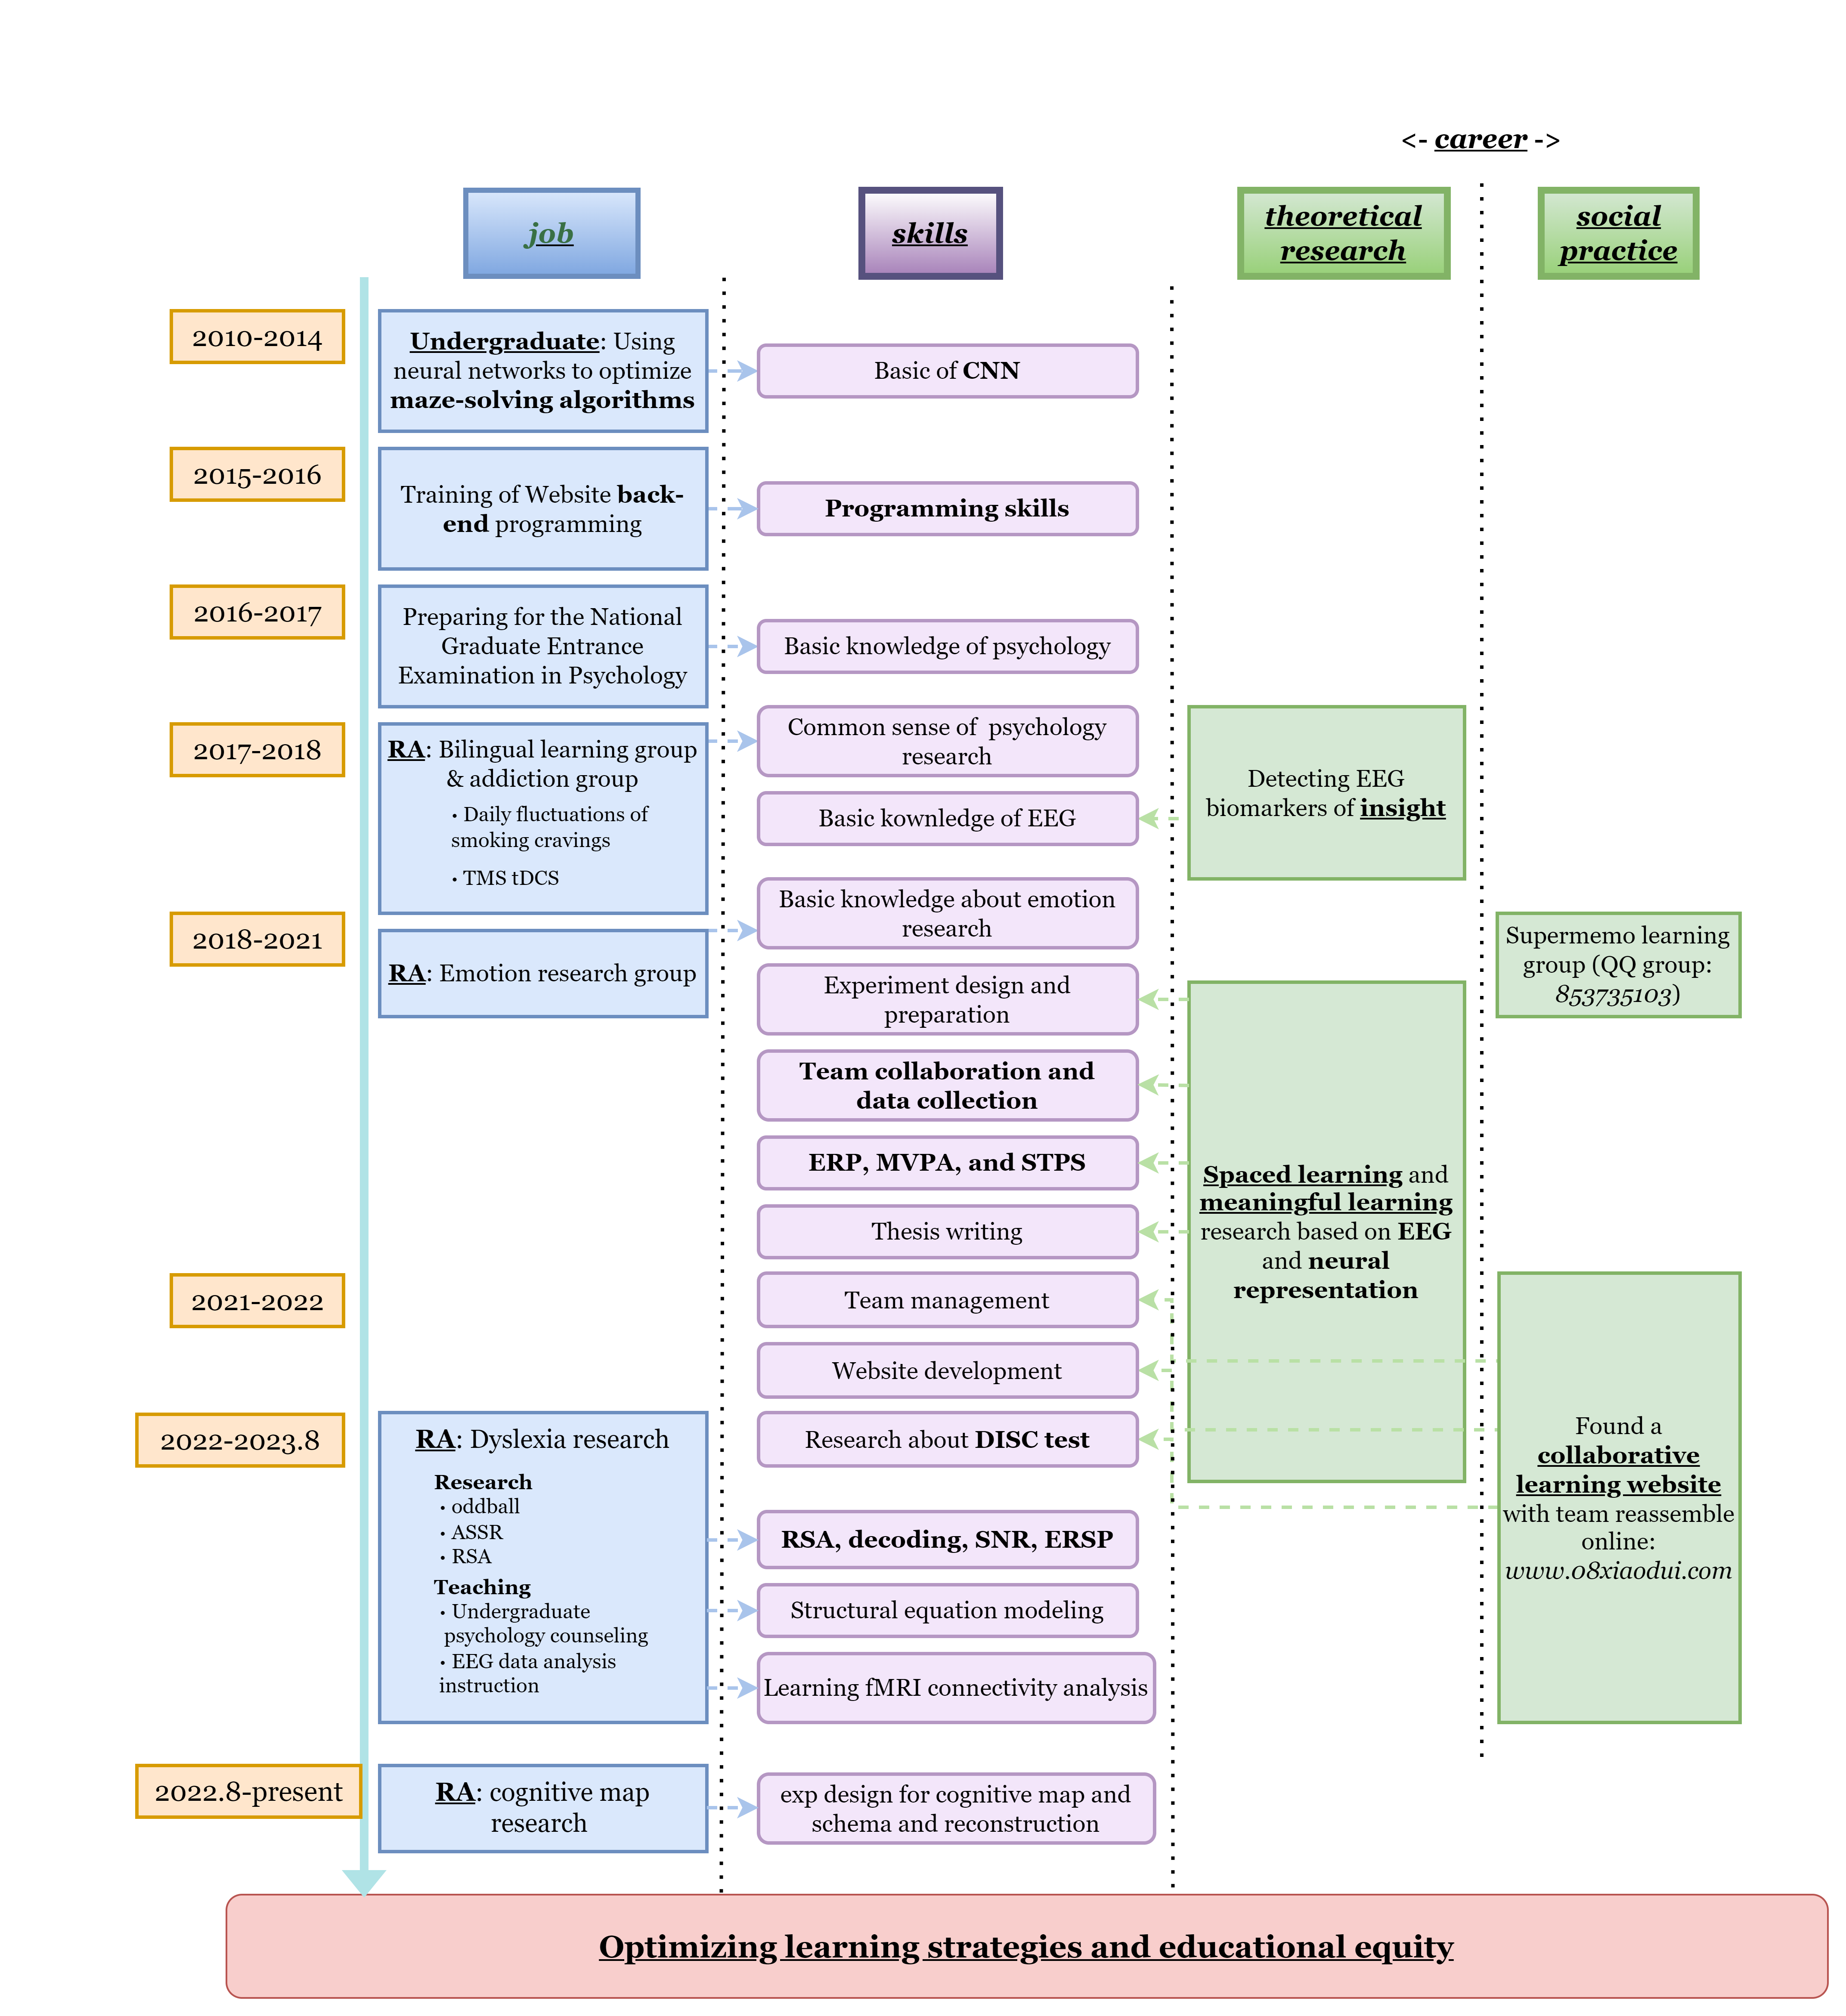 <- career ->
job
skills
theoretical
research
social
practice
2010-2014
Undergraduate: Using
neural networks to optimize
maze-solving algorithms
Basic of CNN
2015-2016
Training of Website back-
end programming
Programming skills
2016-2017
Preparing for the National
Graduate Entrance
Examination in Psychology
Basic knowledge of psychology
2017-2018
RA: Bilingual learning group
& addiction group
• Daily fluctuations of
smoking cravings
• TMS tDCS
Common sense of  psychology
research
Basic kownledge of EEG
Detecting EEG
biomarkers of insight
2018-2021
RA: Emotion research group
Basic knowledge about emotion
research
Experiment design and
preparation
Team collaboration and
data collection
ERP, MVPA, and STPS
Thesis writing
Spaced learning and
meaningful learning
research based on EEG
and neural
representation
Supermemo learning
group (QQ group:
853735103)
2021-2022
Team management
Website development
Research about DISC test
Found a
collaborative
learning website
with team reassemble
online:
www.08xiaodui.com
2022-2023.8
RA: Dyslexia research
Research
• oddball
• ASSR
• RSA
Teaching
• Undergraduate
psychology counseling
• EEG data analysis
instruction
RSA, decoding, SNR, ERSP
Structural equation modeling
Learning fMRI connectivity analysis
2022.8-present
RA: cognitive map
research
exp design for cognitive map and
schema and reconstruction
Optimizing learning strategies and educational equity